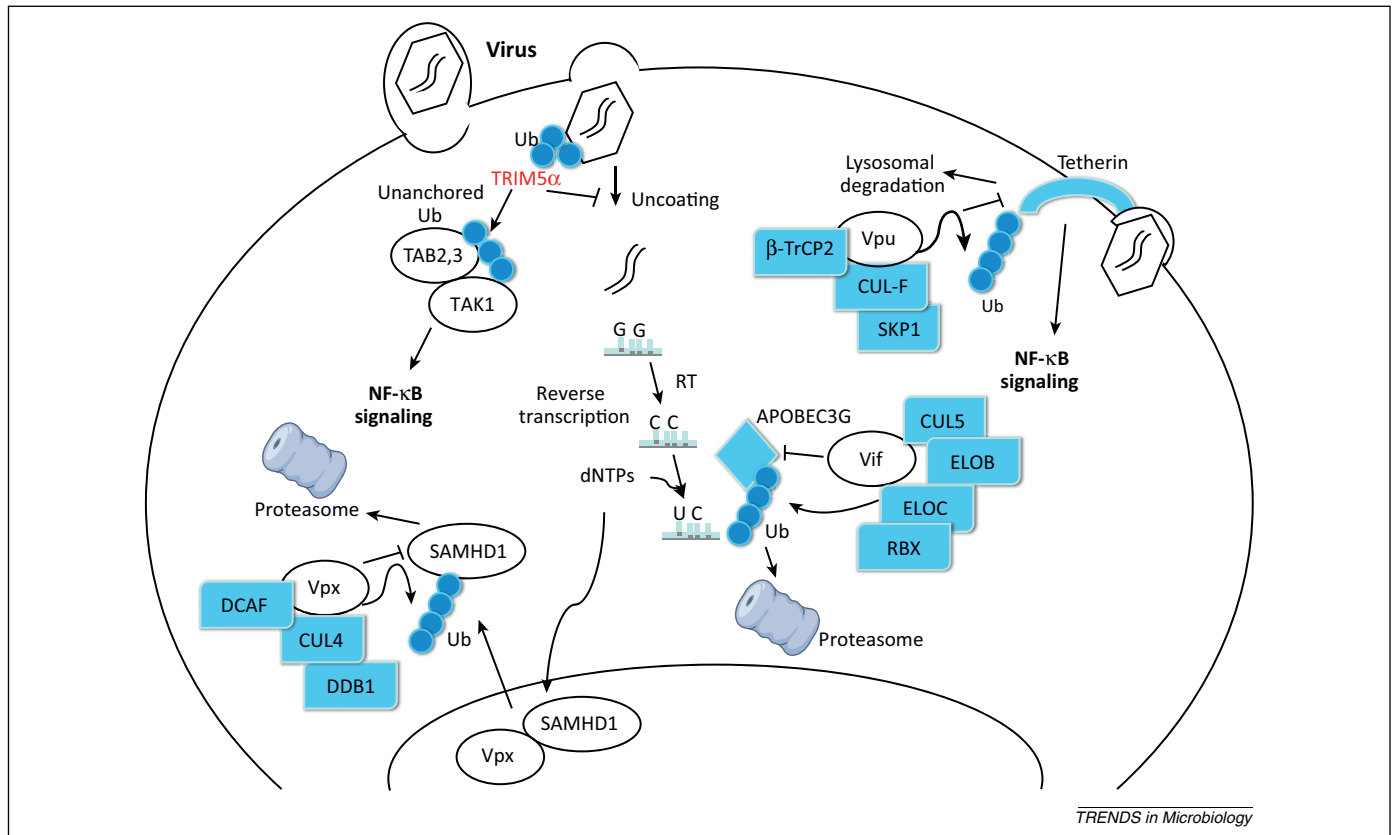 Virus
Ub
TRIM5α
Uncoating
Unanchored
Ub
TAB2,3
TAK1
NF-κB
signaling
Lysosomal
degradation
Tetherin
Vpu
β-TrCP2
CUL-F
SKP1
Ub
NF-κB
signaling
G G
RT
Reverse
transcription
C C
dNTPs
U C
APOBEC3G
Vif
CUL5
ELOB
ELOC
RBX
Ub
Proteasome
Proteasome
SAMHD1
Vpx
DCAF
CUL4
DDB1
Ub
SAMHD1
Vpx
TRENDS in Microbiology